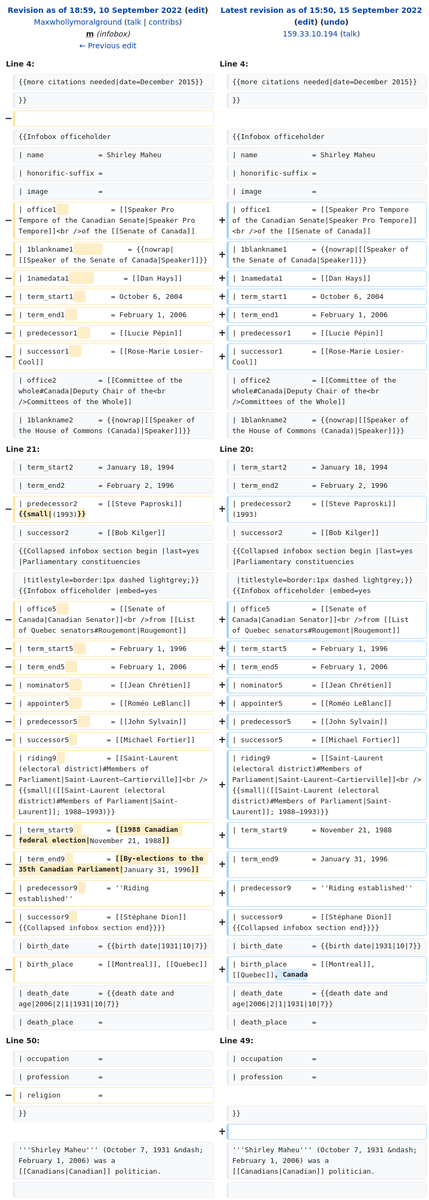 Revision as of 18:59, 10 September 2022 (edit)
Maxwhollymoralground (talk | contribs)
m (infobox)
← Previous edit
Latest revision as of 15:50, 15 September 2022
(edit) (undo)
159.33.10.194 (talk)
Line 4:
Line 4:
{{more citations needed|date=December 2015}}
{{more citations needed|date=December 2015}}
}}
}}
−
{{Infobox officeholder
{{Infobox officeholder
| name = Shirley Maheu
| name = Shirley Maheu
| honorific-suffix =
| honorific-suffix =
| image =
| image =
− | office1 = [[Speaker Pro
Tempore of the Canadian Senate|Speaker Pro
Tempore]]<br />of the [[Senate of Canada]]
+ | office1 = [[Speaker Pro Tempore
of the Canadian Senate|Speaker Pro Tempore]]
<br />of the [[Senate of Canada]]
− | 1blankname1 = {{nowrap|
[[Speaker of the Senate of Canada|Speaker]]}}
+ | 1blankname1 = {{nowrap|[[Speaker of
the Senate of Canada|Speaker]]}}
− | 1namedata1 = [[Dan Hays]]
+ | 1namedata1 = [[Dan Hays]]
− | term_start1 = October 6, 2004
+ | term_start1 = October 6, 2004
− | term_end1 = February 1, 2006
+ | term_end1 = February 1, 2006
− | predecessor1 = [[Lucie Pépin]]
+ | predecessor1 = [[Lucie Pépin]]
− | successor1 = [[Rose-Marie Losier-
Cool]]
+ | successor1 = [[Rose-Marie Losier-
Cool]]
| office2 = [[Committee of the
whole#Canada|Deputy Chair of the<br
/>Committees of the Whole]]
| office2 = [[Committee of the
whole#Canada|Deputy Chair of the<br
/>Committees of the Whole]]
| 1blankname2 = {{nowrap|[[Speaker of
the House of Commons (Canada)|Speaker]]}}
| 1blankname2 = {{nowrap|[[Speaker of
the House of Commons (Canada)|Speaker]]}}
Line 21:
Line 20:
| term_start2 = January 18, 1994
| term_start2 = January 18, 1994
| term_end2 = February 2, 1996
| term_end2 = February 2, 1996
− | predecessor2 = [[Steve Paproski]]
{{small|(1993)}}
+ | predecessor2 = [[Steve Paproski]]
(1993)
| successor2 = [[Bob Kilger]]
| successor2 = [[Bob Kilger]]
{{Collapsed infobox section begin |last=yes
|Parliamentary constituencies
{{Collapsed infobox section begin |last=yes
|Parliamentary constituencies
|titlestyle=border:1px dashed lightgrey;}}
{{Infobox officeholder |embed=yes
|titlestyle=border:1px dashed lightgrey;}}
{{Infobox officeholder |embed=yes
− | office5 = [[Senate of
Canada|Canadian Senator]]<br />from [[List
of Quebec senators#Rougemont|Rougemont]]
+ | office5 = [[Senate of
Canada|Canadian Senator]]<br />from [[List
of Quebec senators#Rougemont|Rougemont]]
− | term_start5 = February 1, 1996
+ | term_start5 = February 1, 1996
− | term_end5 = February 1, 2006
+ | term_end5 = February 1, 2006
− | nominator5 = [[Jean Chrétien]]
+ | nominator5 = [[Jean Chrétien]]
− | appointer5 = [[Roméo LeBlanc]]
+ | appointer5 = [[Roméo LeBlanc]]
− | predecessor5 = [[John Sylvain]]
+ | predecessor5 = [[John Sylvain]]
− | successor5 = [[Michael Fortier]]
+ | successor5 = [[Michael Fortier]]
− | riding9 = [[Saint-Laurent
(electoral district)#Members of
Parliament|Saint-Laurent—Cartierville]]<br />
{{small|([[Saint-Laurent (electoral
district)#Members of Parliament|Saint-
Laurent]]; 1988–1993)}}
+ | riding9 = [[Saint-Laurent
(electoral district)#Members of
Parliament|Saint-Laurent—Cartierville]]<br />
{{small|([[Saint-Laurent (electoral
district)#Members of Parliament|Saint-
Laurent]]; 1988–1993)}}
− | term_start9 = [[1988 Canadian
federal election|November 21, 1988]]
+ | term_start9 = November 21, 1988
− | term_end9 = [[By-elections to the
35th Canadian Parliament|January 31, 1996]]
+ | term_end9 = January 31, 1996
− | predecessor9 = ''Riding
established''
+ | predecessor9 = ''Riding established''
− | successor9 = [[Stéphane Dion]]
{{Collapsed infobox section end}}}}
+ | successor9 = [[Stéphane Dion]]
{{Collapsed infobox section end}}}}
| birth_date = {{birth date|1931|10|7}}
| birth_date = {{birth date|1931|10|7}}
− | birth_place = [[Montreal]], [[Quebec]]
+ | birth_place = [[Montreal]],
[[Quebec]], Canada
| death_date = {{death date and
age|2006|2|1|1931|10|7}}
| death_date = {{death date and
age|2006|2|1|1931|10|7}}
| death_place =
| death_place =
Line 50:
Line 49:
| occupation =
| occupation =
| profession =
| profession =
− | religion =
}}
}}
+
'''Shirley Maheu''' (October 7, 1931 &ndash;
February 1, 2006) was a
[[Canadians|Canadian]] politician.
'''Shirley Maheu''' (October 7, 1931 &ndash;
February 1, 2006) was a
[[Canadians|Canadian]] politician.